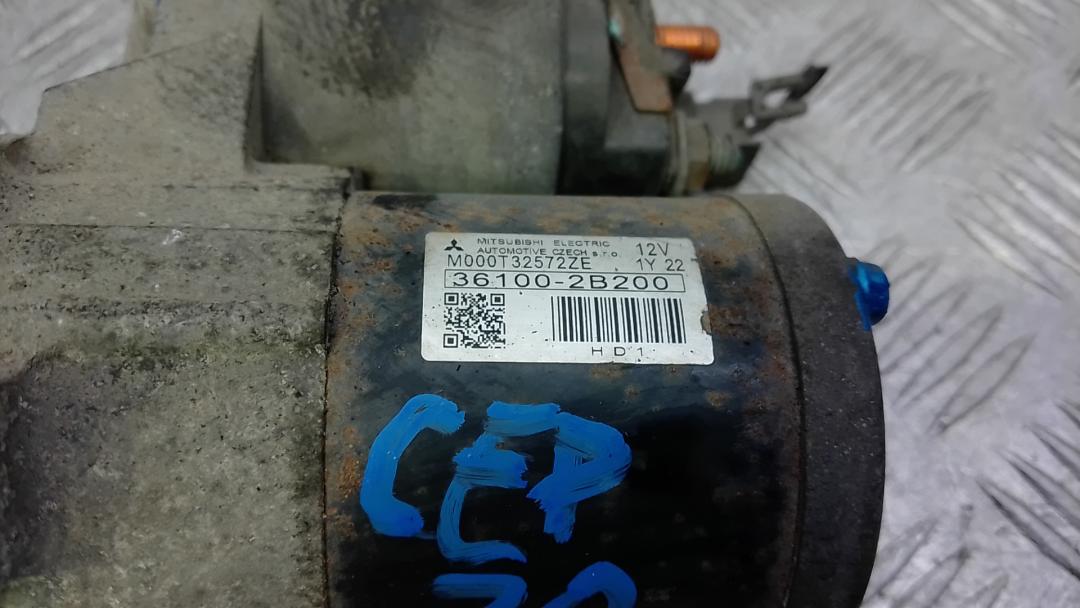 MITSUBISHI ELECTRIC
AUTOMOTIVE CZECH s.r.o. 12V
M000T32572ZE 1Y 22
36100-2B200
HD1